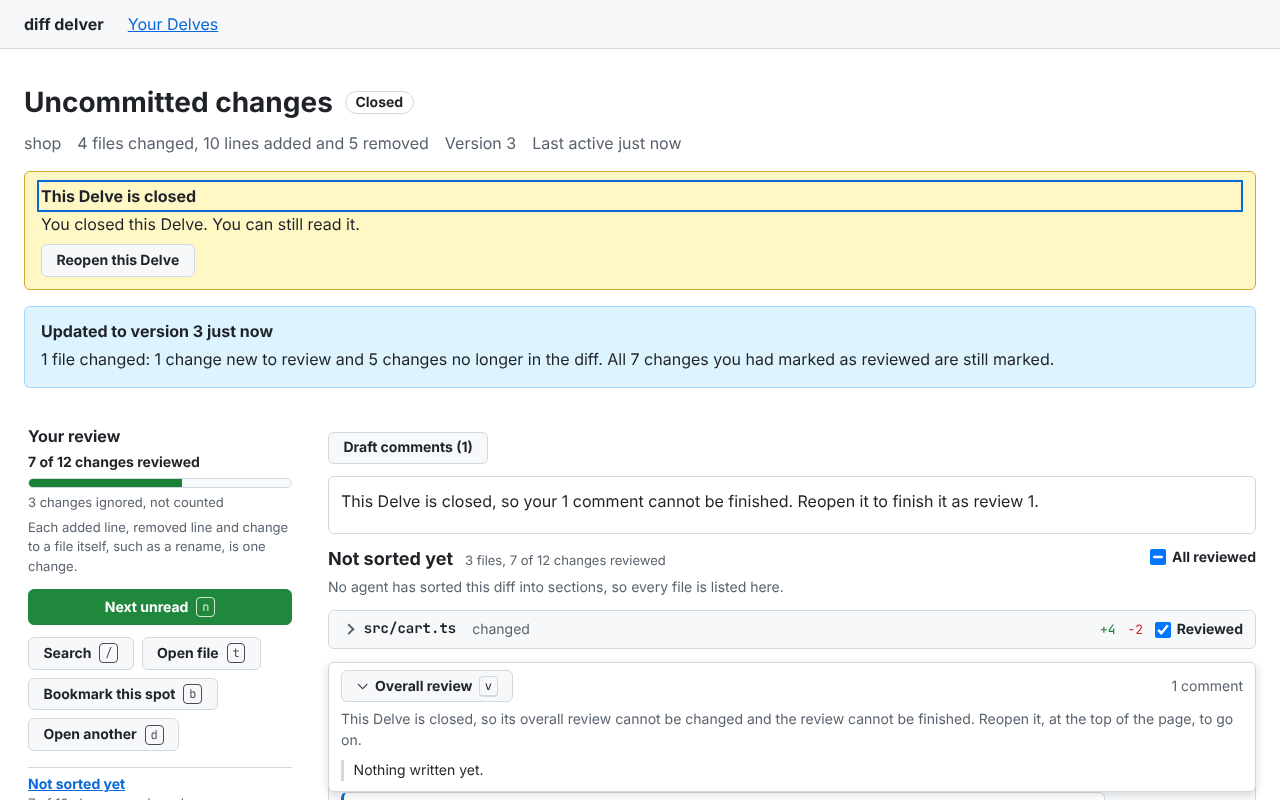 diff delver Your Delves
Uncommitted changes Closed
shop 4 files changed, 10 lines added and 5 removed Version 3 Last active just now
This Delve is closed
You closed this Delve. You can still read it.
Reopen this Delve
Updated to version 3 just now
1 file changed: 1 change new to review and 5 changes no longer in the diff. All 7 changes you had marked as reviewed are still marked.
Your review
7 of 12 changes reviewed
3 changes ignored, not counted
Each added line, removed line and change
to a file itself, such as a rename, is one
change.
Next unread n
Search /
Open file t
Bookmark this spot b
Open another d
Not sorted yet
Draft comments (1)
This Delve is closed, so your 1 comment cannot be finished. Reopen it to finish it as review 1.
Not sorted yet 3 files, 7 of 12 changes reviewed All reviewed
No agent has sorted this diff into sections, so every file is listed here.
src/cart.ts changed +4 -2 Reviewed
Overall review v 1 comment
This Delve is closed, so its overall review cannot be changed and the review cannot be finished. Reopen it, at the top of the page, to go
on.
Nothing written yet.